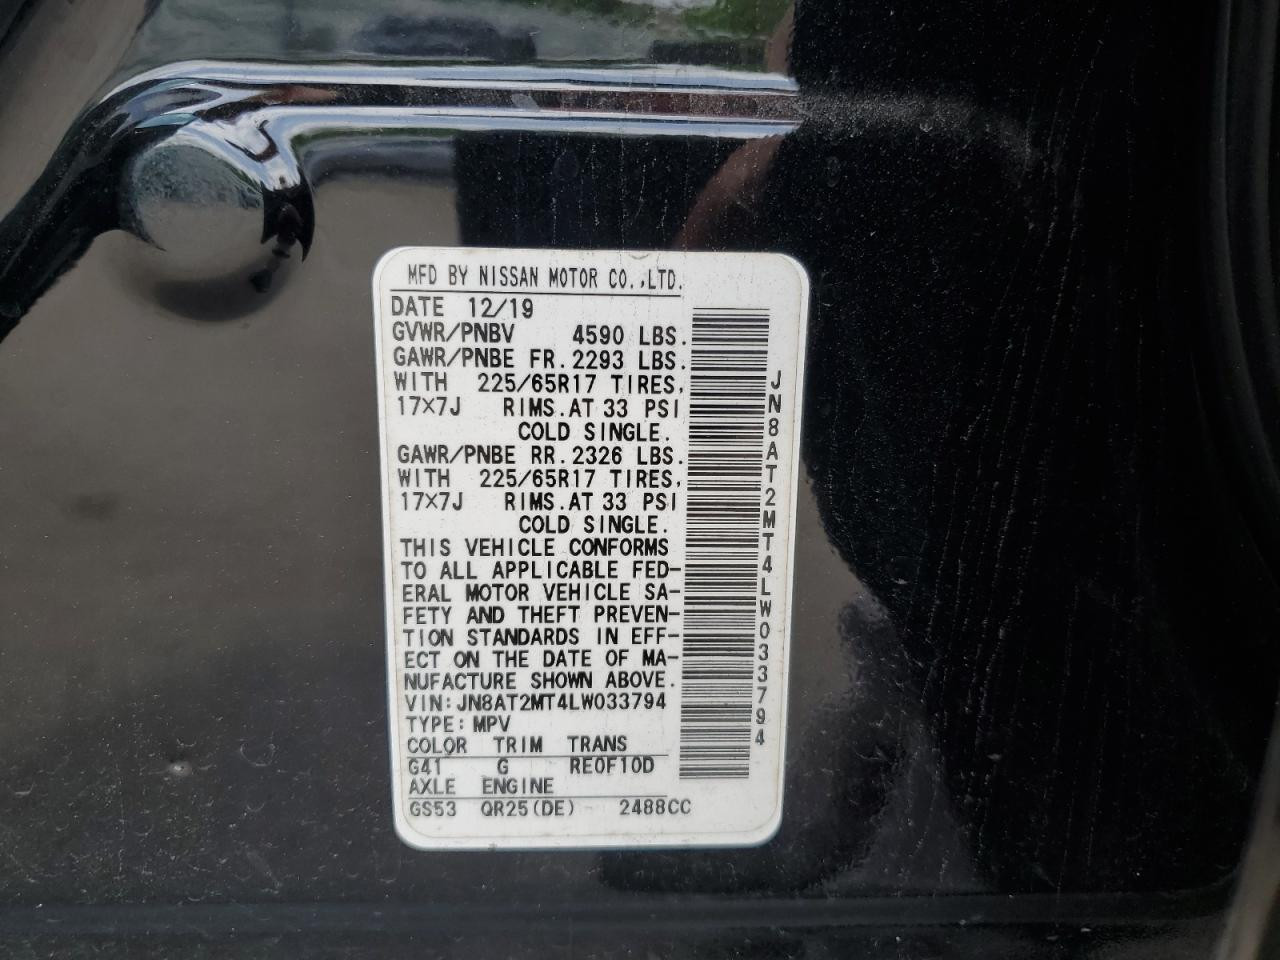 MFD BY NISSAN MOTOR CO.,LTD.
DATE 12/19
GVWR/PNBV 4590 LBS.
GAWR/PNBE FR.2293 LBS.
WITH 225/65R17 TIRES,
17×7J RIMS.AT 33 PSI
COLD SINGLE.
GAWR/PNBE RR.2326 LBS.
WITH 225/65R17 TIRES,
17×7J RIMS.AT 33 PSI
COLD SINGLE.
THIS VEHICLE CONFORMS
TO ALL APPLICABLE FED-
ERAL MOTOR VEHICLE SA-
FETY AND THEFT PREVEN-
TION STANDARDS IN EFF-
ECT ON THE DATE OF MA-
NUFACTURE SHOWN ABOVE.
VIN:JN8AT2MT4LW033794
TYPE:MPV
COLOR TRIM TRANS
G41 G RE0F10D
AXLE ENGINE
GS53 QR25(DE) 2488CC
JN8AT2MT4LW033794